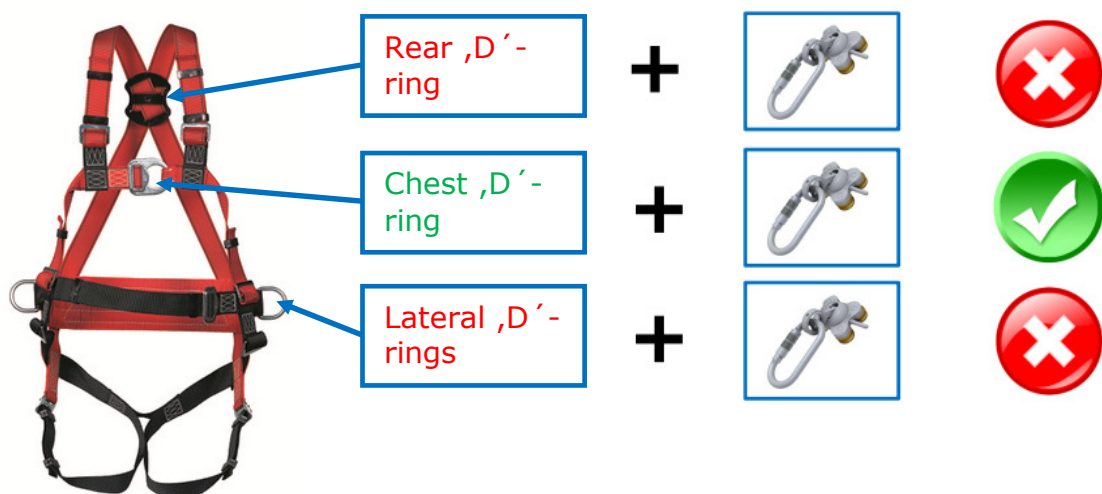 Rear ,D´-
ring
Chest ,D´-
ring
Lateral ,D´-
rings